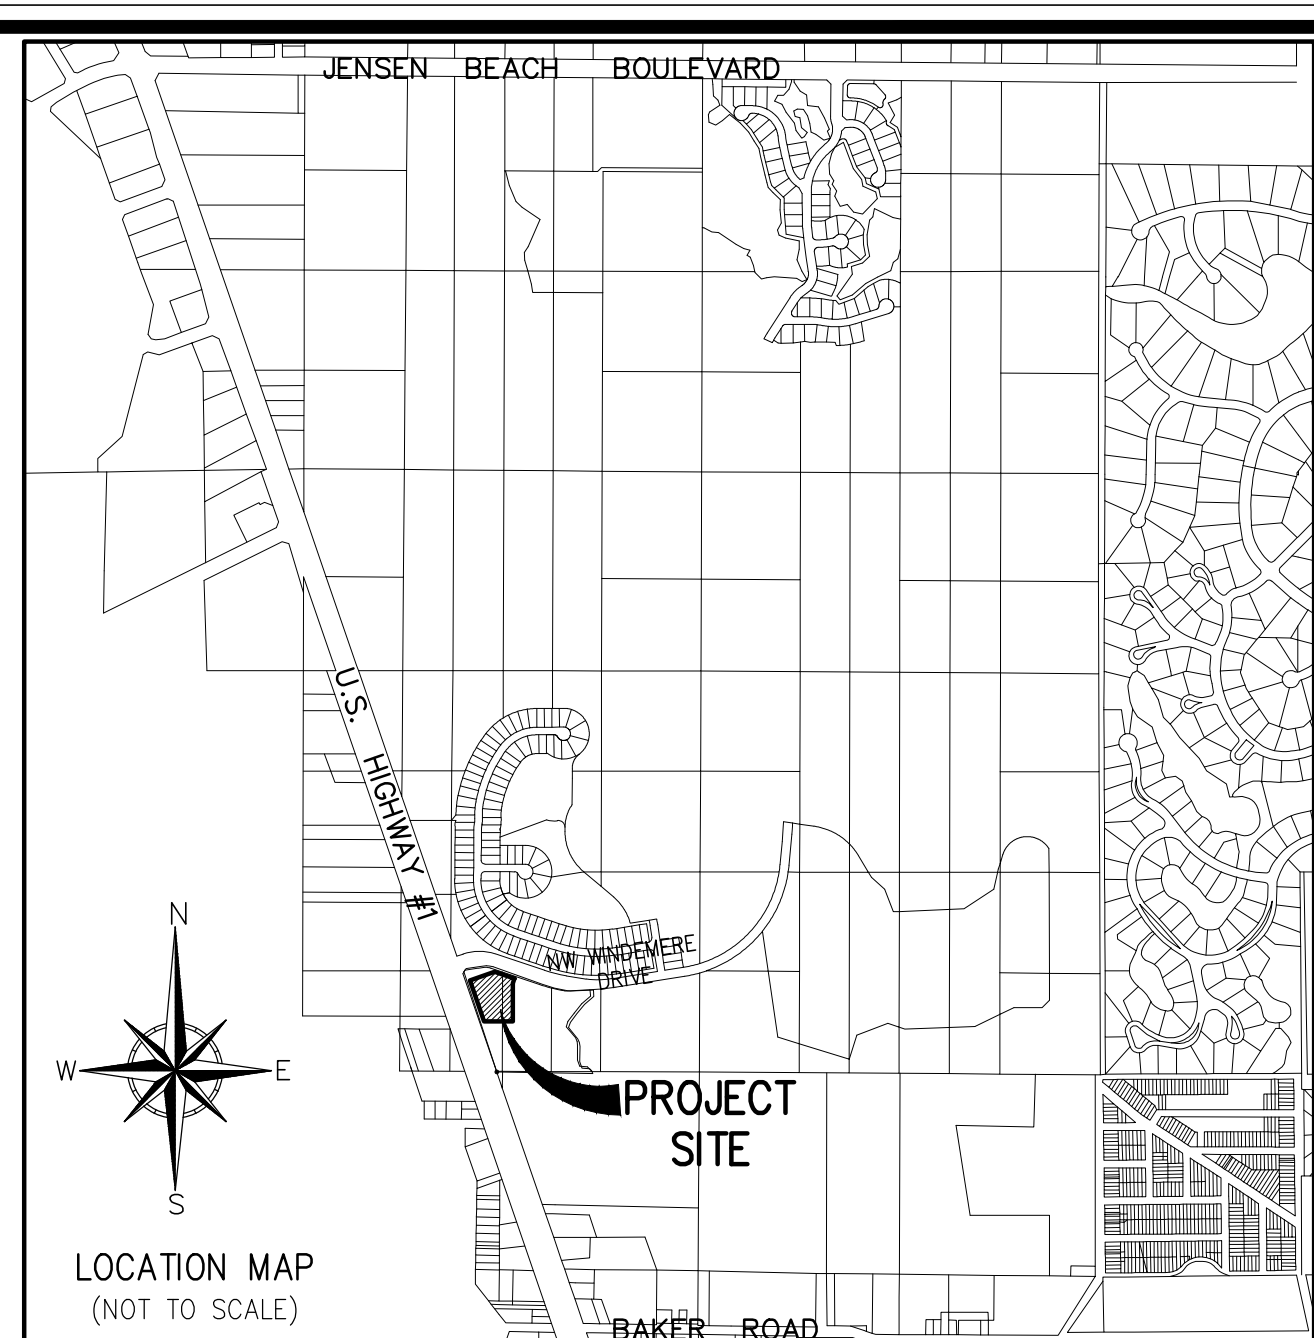 JENSEN BEACH BOULEVARD
U.S. HIGHWAY #1
NW WINDEMERE
DRIVE
N
W
E
S
PROJECT
SITE
LOCATION MAP
(NOT TO SCALE)
BAKER ROAD